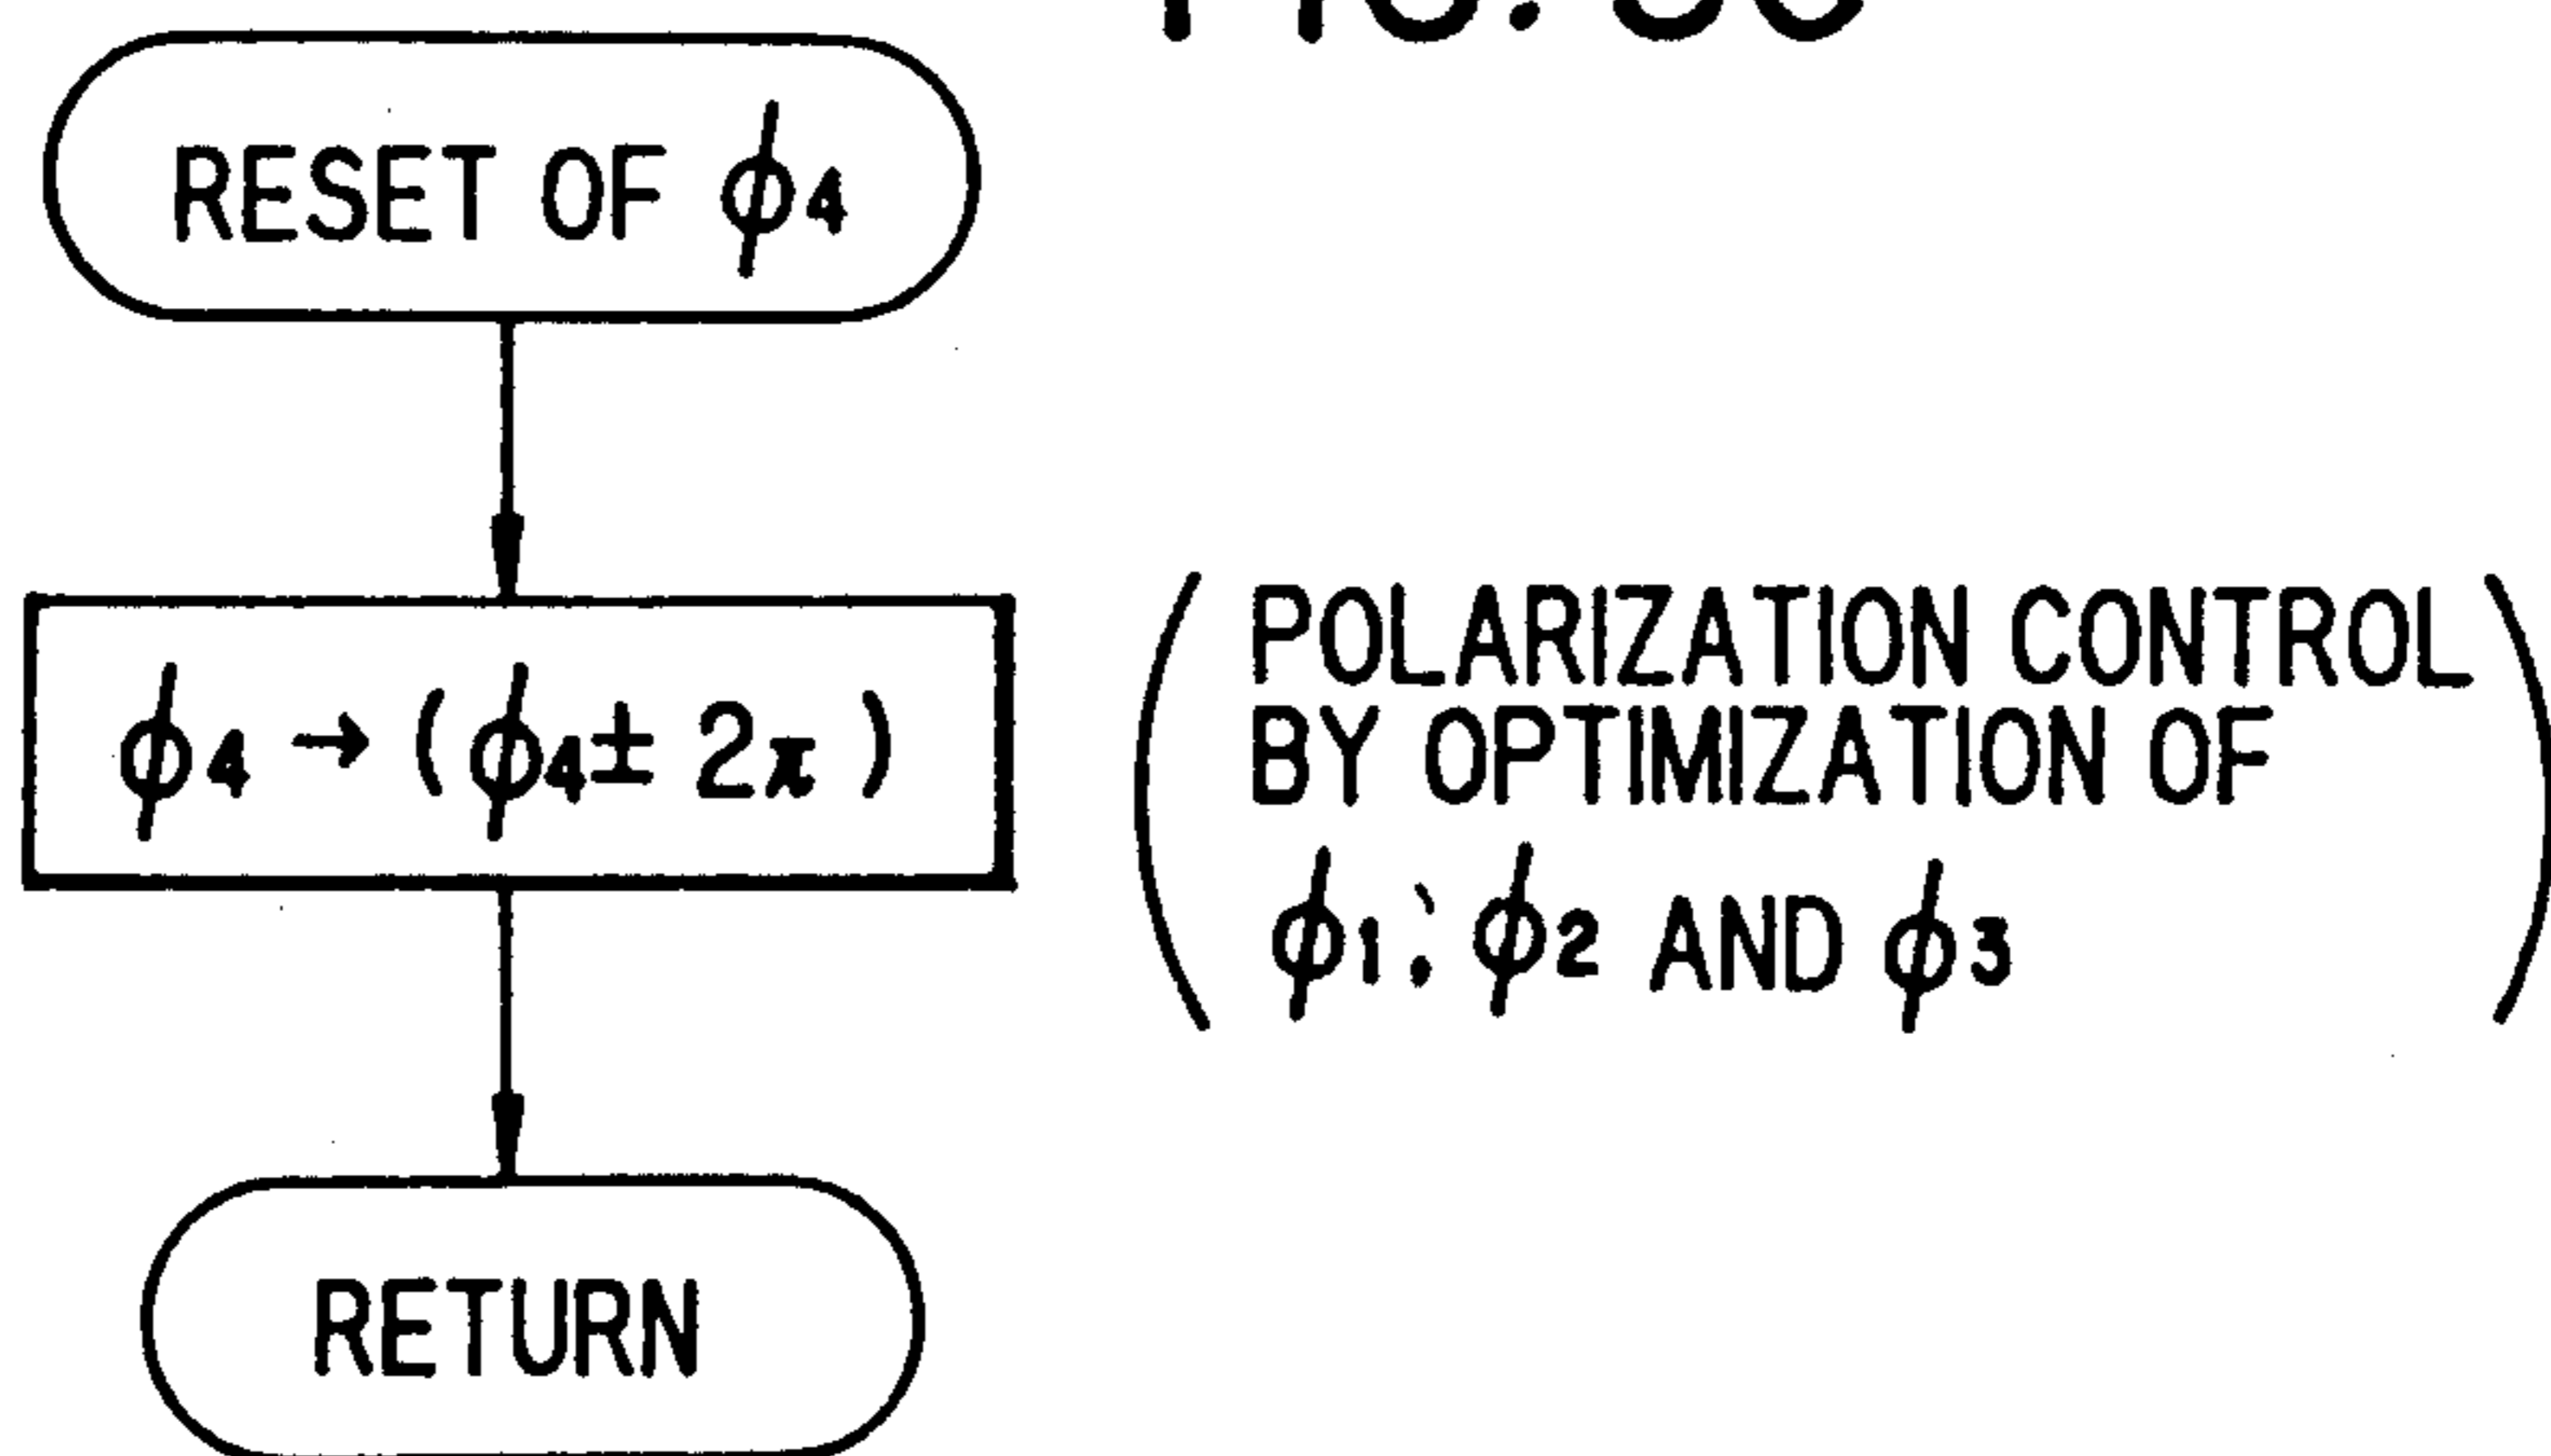 RESET OF ϕ4
ϕ4 → (ϕ4 ± 2π)
(POLARIZATION CONTROL
BY OPTIMIZATION OF
ϕ1, ϕ2 AND ϕ3)
RETURN